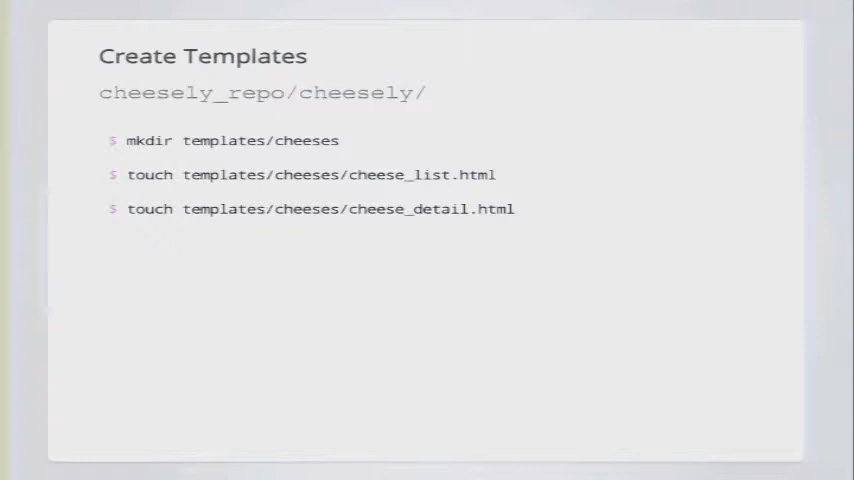 Create Templates
cheesely_repo/cheesely/
$ mkdir templates/cheeses
$ touch templates/cheeses/cheese_list.html
$ touch templates/cheeses/cheese_detail.html